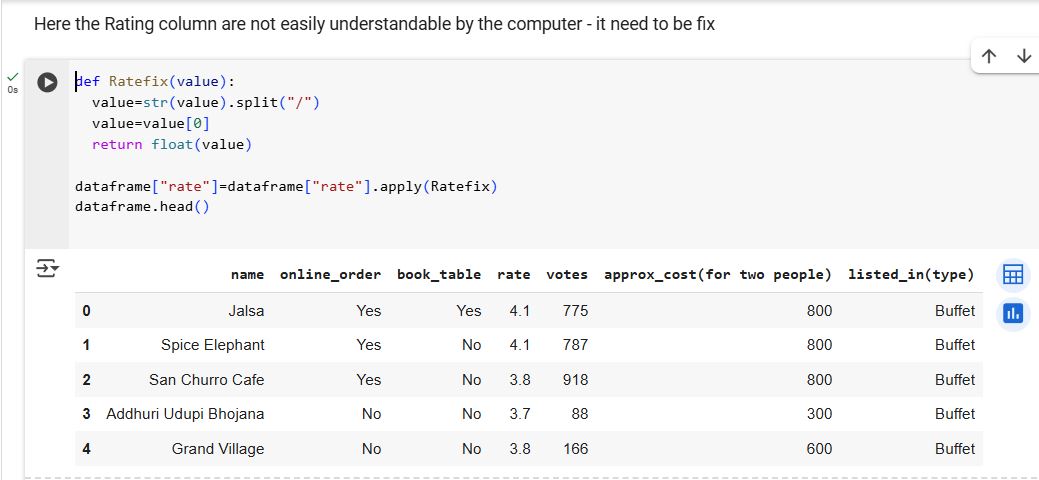 Here the Rating column are not easily understandable by the computer - it need to be fix
0s
def Ratefix(value):
  value=str(value).split("/")
  value=value[0]
  return float(value)
dataframe["rate"]=dataframe["rate"].apply(Ratefix)
dataframe.head()
name online_order book_table rate votes approx_cost(for two people) listed_in(type)
0 Jalsa Yes Yes 4.1 775 800 Buffet
1 Spice Elephant Yes No 4.1 787 800 Buffet
2 San Churro Cafe Yes No 3.8 918 800 Buffet
3 Addhuri Udupi Bhojana No No 3.7 88 300 Buffet
4 Grand Village No No 3.8 166 600 Buffet